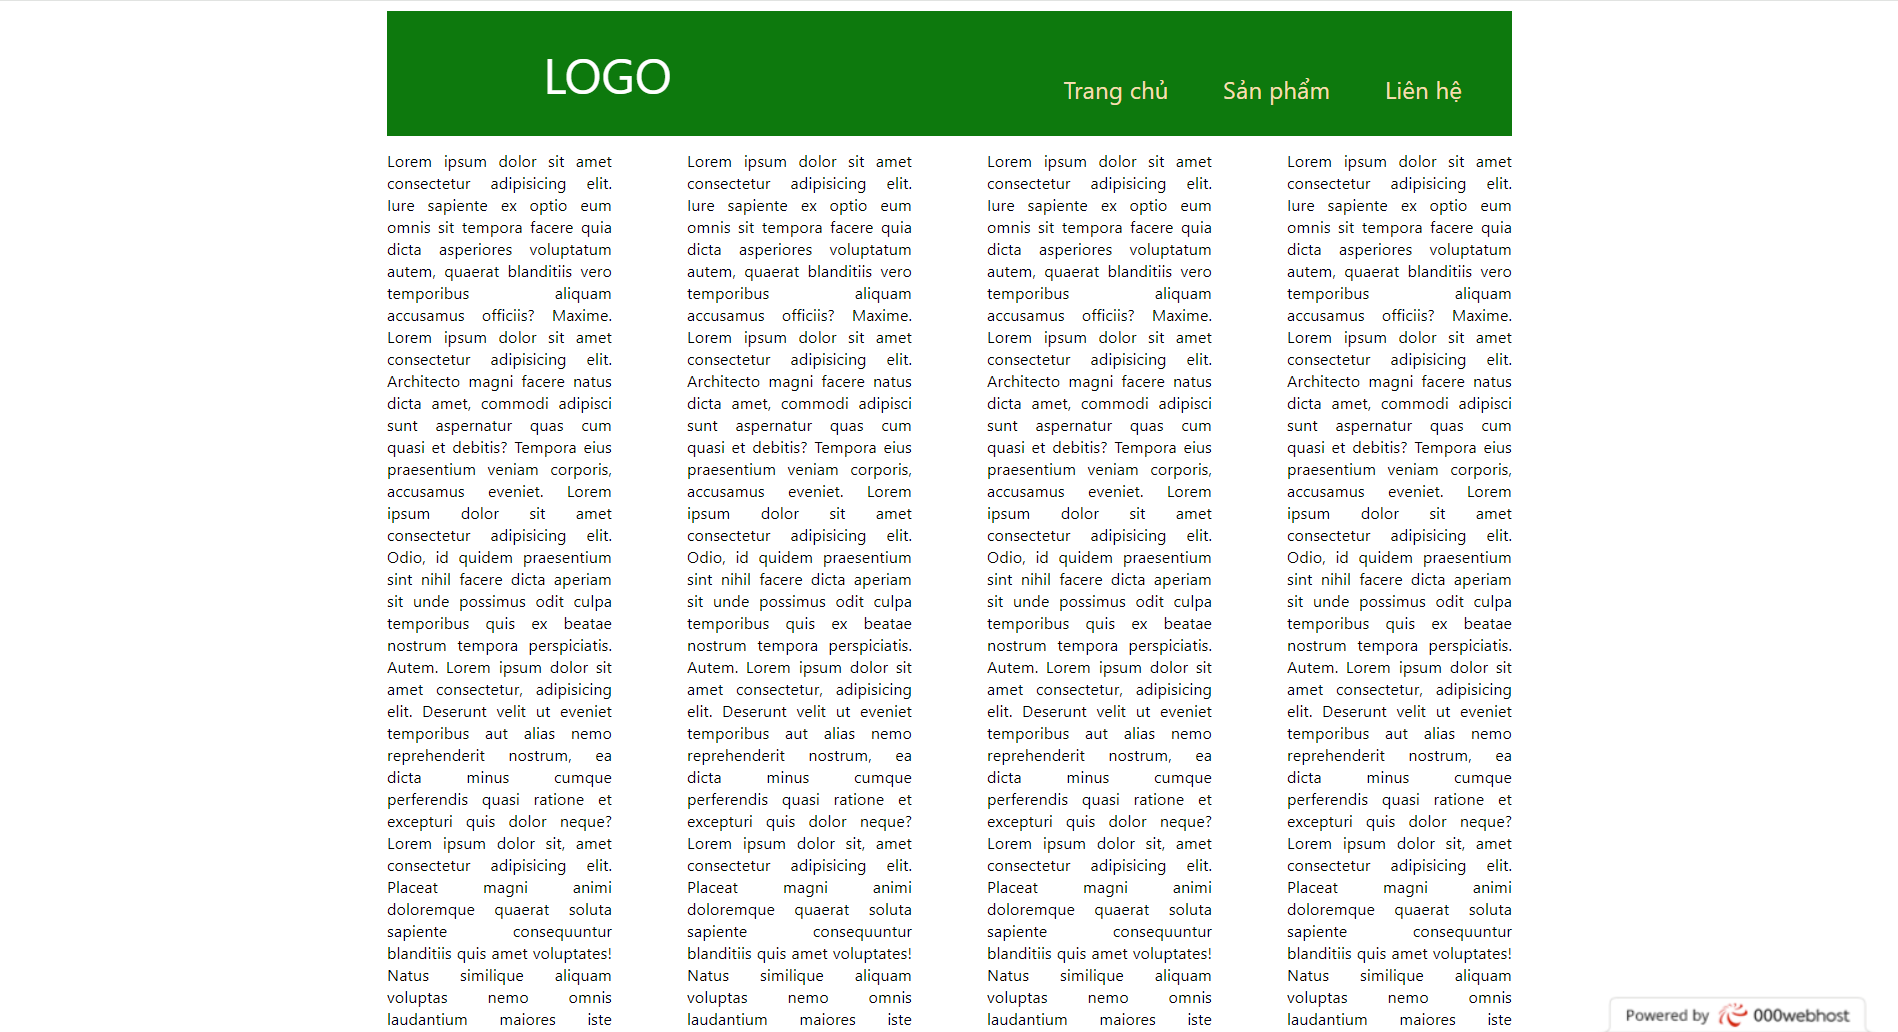 LOGO
Trang chủ Sản phẩm Liên hệ
Lorem ipsum dolor sit amet
consectetur adipisicing elit.
Iure sapiente ex optio eum
omnis sit tempora facere quia
dicta asperiores voluptatum
autem, quaerat blanditiis vero
temporibus aliquam
accusamus officiis? Maxime.
Lorem ipsum dolor sit amet
consectetur adipisicing elit.
Architecto magni facere natus
dicta amet, commodi adipisci
sunt aspernatur quas cum
quasi et debitis? Tempora eius
praesentium veniam corporis,
accusamus eveniet. Lorem
ipsum dolor sit amet
consectetur adipisicing elit.
Odio, id quidem praesentium
sint nihil facere dicta aperiam
sit unde possimus odit culpa
temporibus quis ex beatae
nostrum tempora perspiciatis.
Autem. Lorem ipsum dolor sit
amet consectetur, adipisicing
elit. Deserunt velit ut eveniet
temporibus aut alias nemo
reprehenderit nostrum, ea
dicta minus cumque
perferendis quasi ratione et
excepturi quis dolor neque?
Lorem ipsum dolor sit, amet
consectetur adipisicing elit.
Placeat magni animi
doloremque quaerat soluta
sapiente consequuntur
blanditiis quis amet voluptates!
Natus similique aliquam
voluptas nemo omnis
laudantium maiores iste
Lorem ipsum dolor sit amet
consectetur adipisicing elit.
Iure sapiente ex optio eum
omnis sit tempora facere quia
dicta asperiores voluptatum
autem, quaerat blanditiis vero
temporibus aliquam
accusamus officiis? Maxime.
Lorem ipsum dolor sit amet
consectetur adipisicing elit.
Architecto magni facere natus
dicta amet, commodi adipisci
sunt aspernatur quas cum
quasi et debitis? Tempora eius
praesentium veniam corporis,
accusamus eveniet. Lorem
ipsum dolor sit amet
consectetur adipisicing elit.
Odio, id quidem praesentium
sint nihil facere dicta aperiam
sit unde possimus odit culpa
temporibus quis ex beatae
nostrum tempora perspiciatis.
Autem. Lorem ipsum dolor sit
amet consectetur, adipisicing
elit. Deserunt velit ut eveniet
temporibus aut alias nemo
reprehenderit nostrum, ea
dicta minus cumque
perferendis quasi ratione et
excepturi quis dolor neque?
Lorem ipsum dolor sit, amet
consectetur adipisicing elit.
Placeat magni animi
doloremque quaerat soluta
sapiente consequuntur
blanditiis quis amet voluptates!
Natus similique aliquam
voluptas nemo omnis
laudantium maiores iste
Lorem ipsum dolor sit amet
consectetur adipisicing elit.
Iure sapiente ex optio eum
omnis sit tempora facere quia
dicta asperiores voluptatum
autem, quaerat blanditiis vero
temporibus aliquam
accusamus officiis? Maxime.
Lorem ipsum dolor sit amet
consectetur adipisicing elit.
Architecto magni facere natus
dicta amet, commodi adipisci
sunt aspernatur quas cum
quasi et debitis? Tempora eius
praesentium veniam corporis,
accusamus eveniet. Lorem
ipsum dolor sit amet
consectetur adipisicing elit.
Odio, id quidem praesentium
sint nihil facere dicta aperiam
sit unde possimus odit culpa
temporibus quis ex beatae
nostrum tempora perspiciatis.
Autem. Lorem ipsum dolor sit
amet consectetur, adipisicing
elit. Deserunt velit ut eveniet
temporibus aut alias nemo
reprehenderit nostrum, ea
dicta minus cumque
perferendis quasi ratione et
excepturi quis dolor neque?
Lorem ipsum dolor sit, amet
consectetur adipisicing elit.
Placeat magni animi
doloremque quaerat soluta
sapiente consequuntur
blanditiis quis amet voluptates!
Natus similique aliquam
voluptas nemo omnis
laudantium maiores iste
Lorem ipsum dolor sit amet
consectetur adipisicing elit.
Iure sapiente ex optio eum
omnis sit tempora facere quia
dicta asperiores voluptatum
autem, quaerat blanditiis vero
temporibus aliquam
accusamus officiis? Maxime.
Lorem ipsum dolor sit amet
consectetur adipisicing elit.
Architecto magni facere natus
dicta amet, commodi adipisci
sunt aspernatur quas cum
quasi et debitis? Tempora eius
praesentium veniam corporis,
accusamus eveniet. Lorem
ipsum dolor sit amet
consectetur adipisicing elit.
Odio, id quidem praesentium
sint nihil facere dicta aperiam
sit unde possimus odit culpa
temporibus quis ex beatae
nostrum tempora perspiciatis.
Autem. Lorem ipsum dolor sit
amet consectetur, adipisicing
elit. Deserunt velit ut eveniet
temporibus aut alias nemo
reprehenderit nostrum, ea
dicta minus cumque
perferendis quasi ratione et
excepturi quis dolor neque?
Lorem ipsum dolor sit, amet
consectetur adipisicing elit.
Placeat magni animi
doloremque quaerat soluta
sapiente consequuntur
blanditiis quis amet voluptates!
Natus similique aliquam
voluptas nemo omnis
laudantium maiores iste
Powered by 000webhost